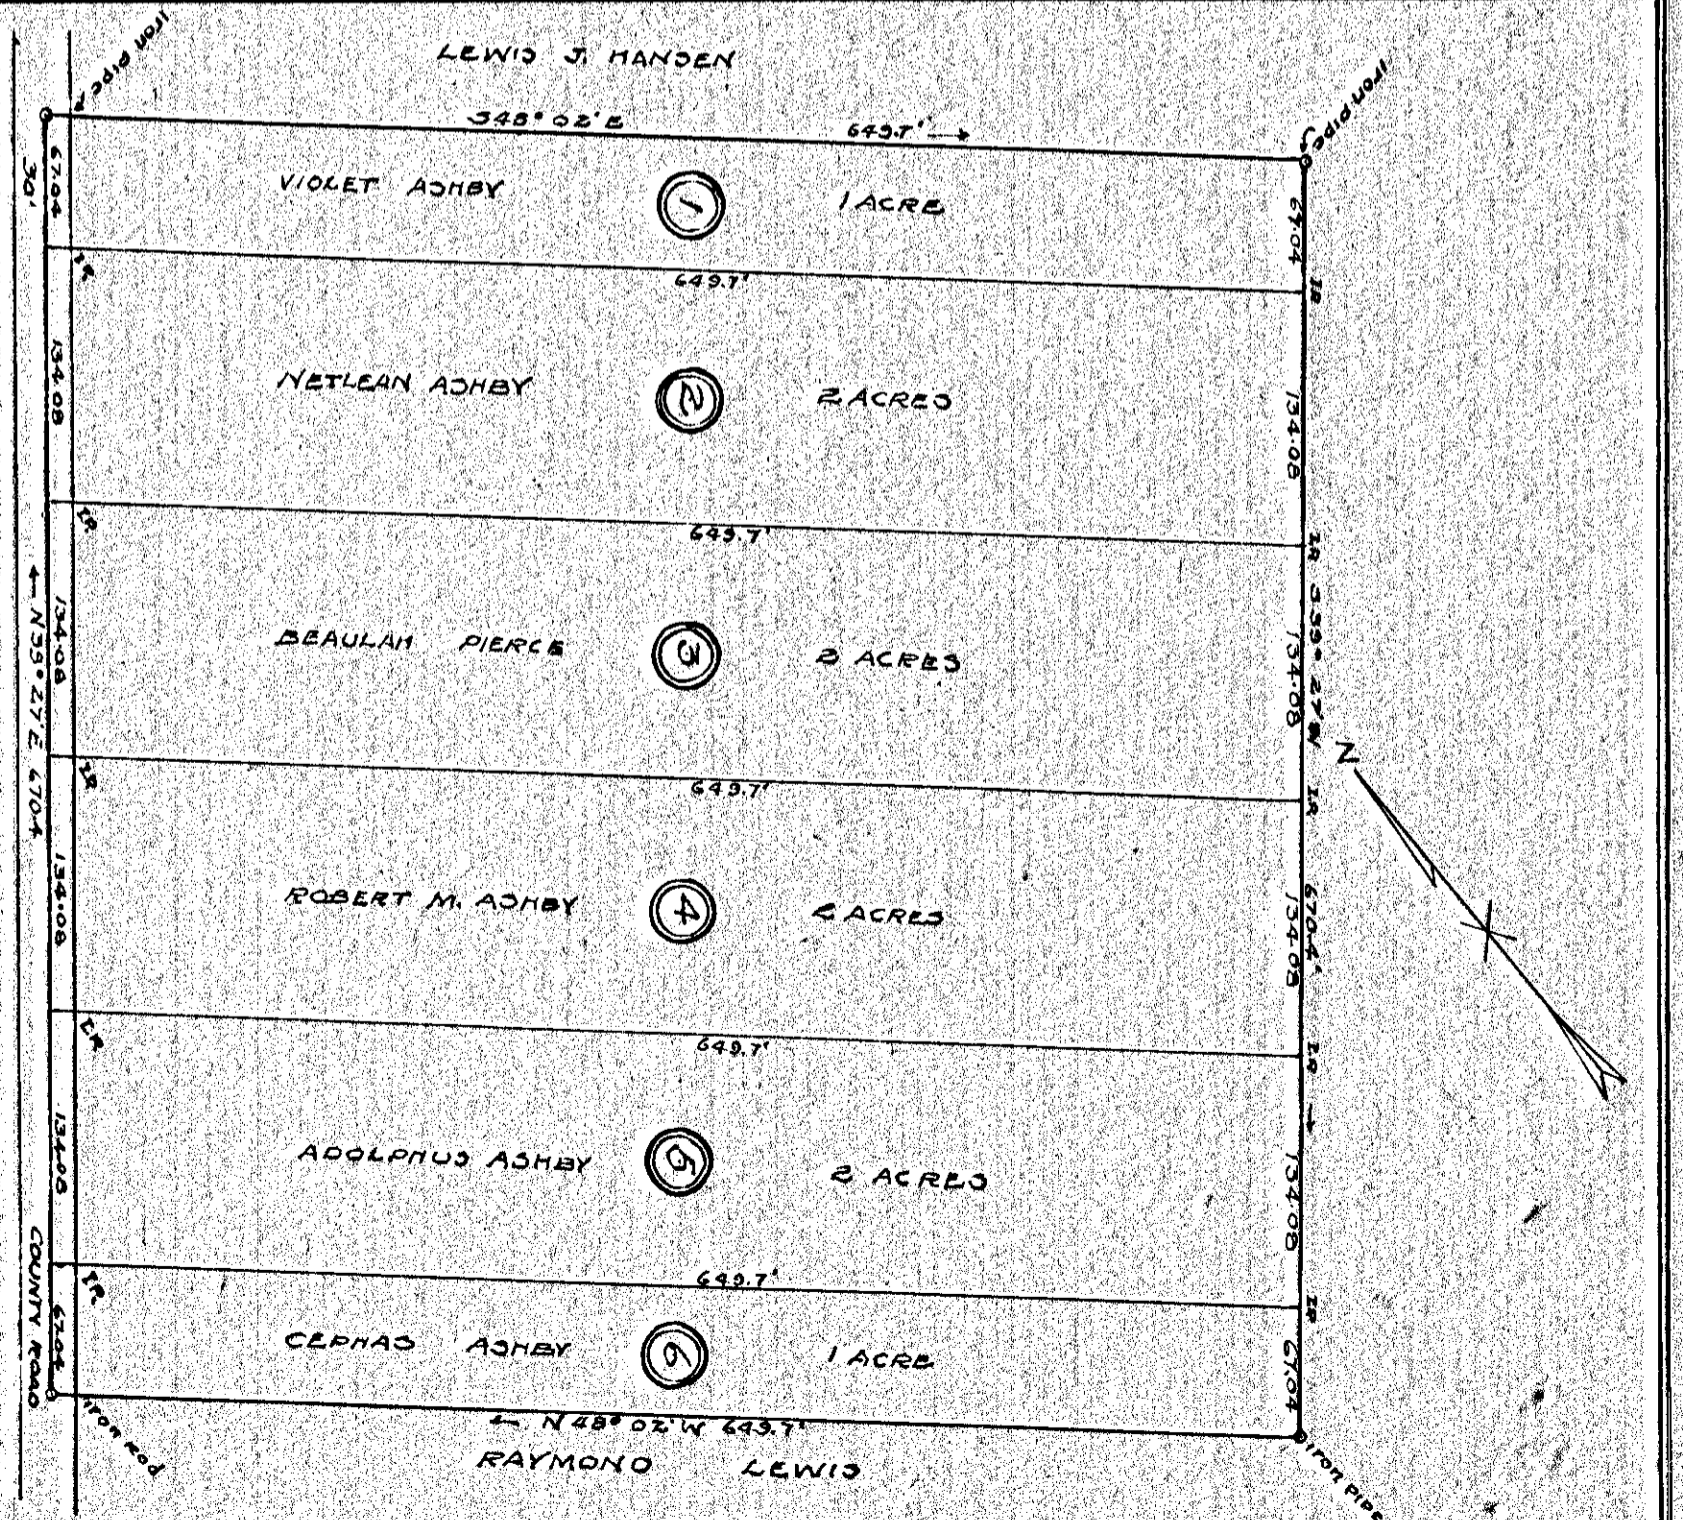 Iron Pipe
LEWIS J. HANSEN
Iron Pipe
S48° 02' E 649.7'
67.04
30'
VIOLET ASHBY 1 1 ACRE
67.04
IR
649.7'
IR
134.08
NETLEAN ASHBY 2 2 ACRES
134.08
IR
649.7'
IR
S39° 27' W 670.4'
134.08
BEAULAH PIERCE 3 2 ACRES
134.08
N39° 27' E 670.4
IR
649.7'
IR
N
134.08
ROBERT M. ASHBY 4 2 ACRES
134.08
IR
649.7'
IR
134.08
ADOLPHUS ASHBY 5 2 ACRES
134.08
IR
649.7'
IR
67.04
CEPHAS ASHBY 6 1 ACRE
67.04
COUNTY ROAD
N 48° 02' W 649.7'
Iron Rod
RAYMOND LEWIS
Iron Pipe